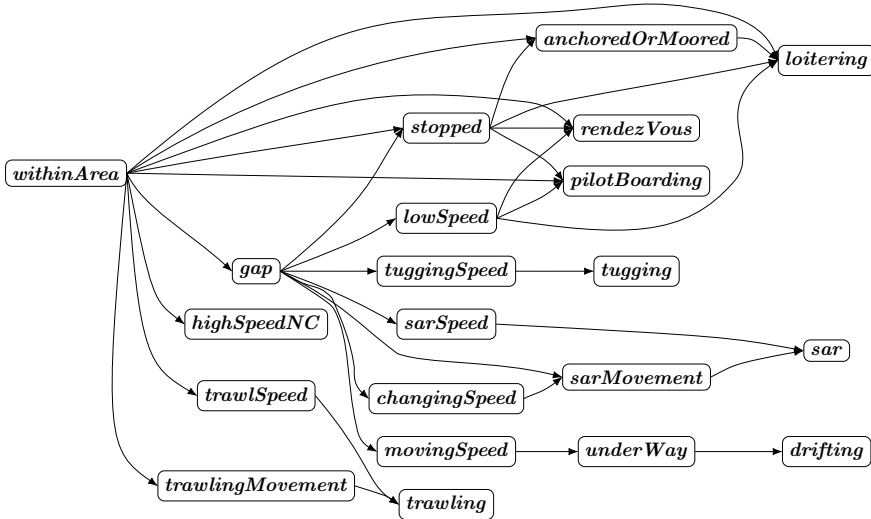 anchoredOrMoored
loitering
stopped
rendezVous
withinArea
pilotBoarding
lowSpeed
gap
tuggingSpeed
tugging
highSpeedNC
sarSpeed
sar
sarMovement
trawlSpeed
changingSpeed
movingSpeed
underWay
drifting
trawlingMovement
trawling